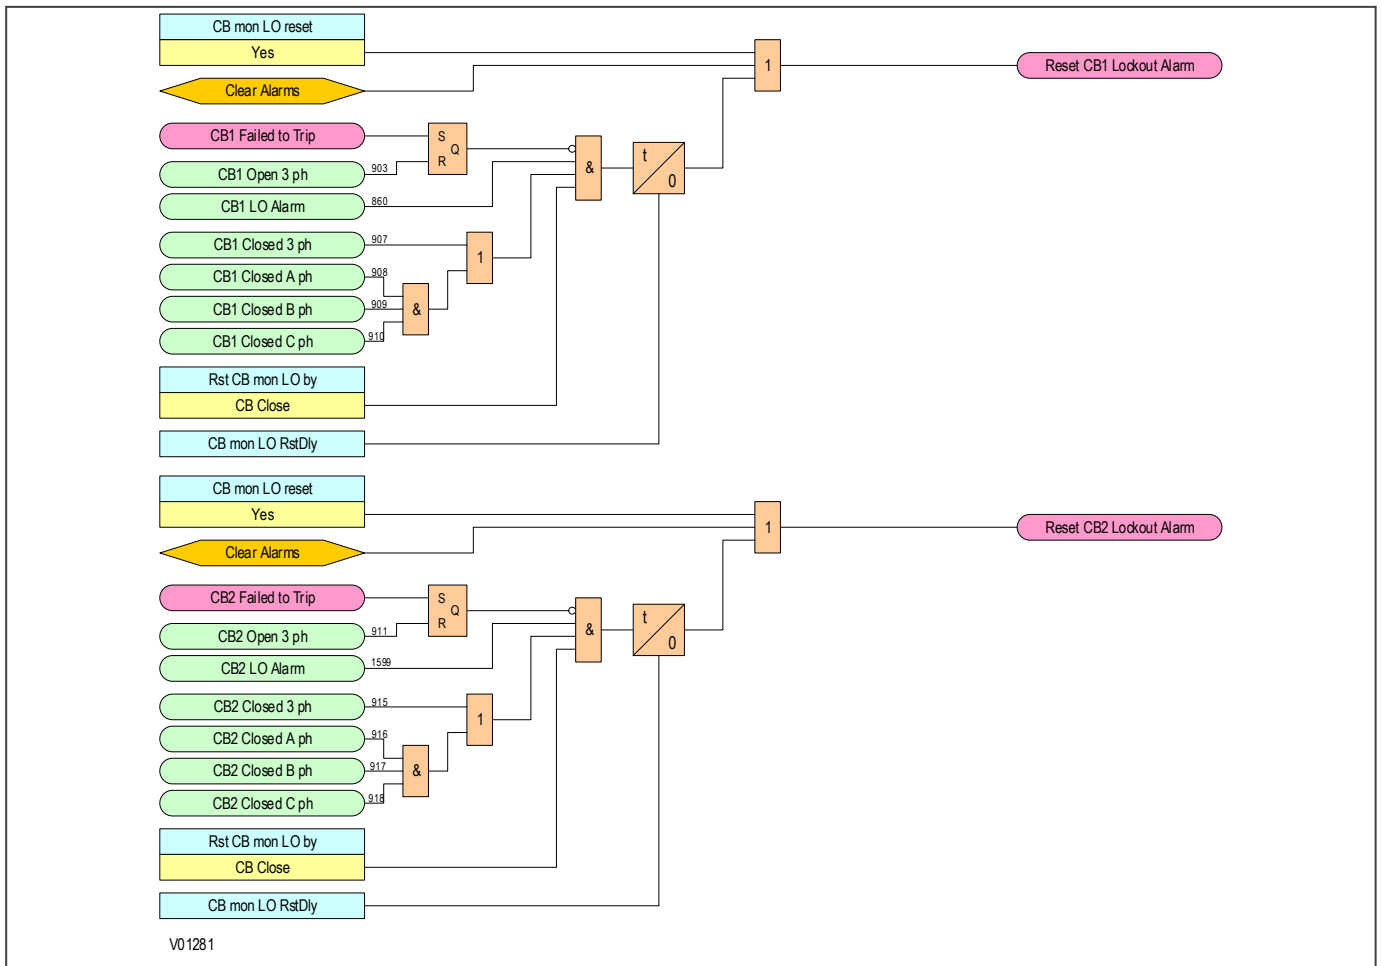 CB mon LO reset
Yes
1
Reset CB1 Lockout Alarm
Clear Alarms
CB1 Failed to Trip
S
Q
R
CB1 Open 3 ph
903
&
t
0
CB1 LO Alarm
860
CB1 Closed 3 ph
907
1
CB1 Closed A ph
908
CB1 Closed B ph
909
&
CB1 Closed C ph
910
Rst CB mon LO by
CB Close
CB mon LO RstDly
CB mon LO reset
Yes
1
Reset CB2 Lockout Alarm
Clear Alarms
CB2 Failed to Trip
S
Q
R
CB2 Open 3 ph
911
&
t
0
CB2 LO Alarm
1599
CB2 Closed 3 ph
915
1
CB2 Closed A ph
916
CB2 Closed B ph
917
&
CB2 Closed C ph
918
Rst CB mon LO by
CB Close
CB mon LO RstDly
V01281